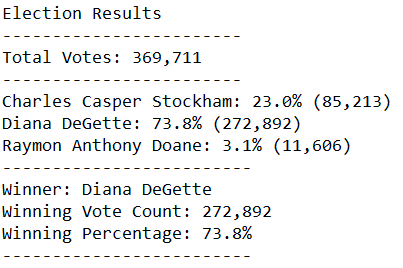 Election Results
-------------------------
Total Votes: 369,711
-------------------------
Charles Casper Stockham: 23.0% (85,213)
Diana DeGette: 73.8% (272,892)
Raymon Anthony Doane: 3.1% (11,606)
--------------------------
Winner: Diana DeGette
Winning Vote Count: 272,892
Winning Percentage: 73.8%
--------------------------